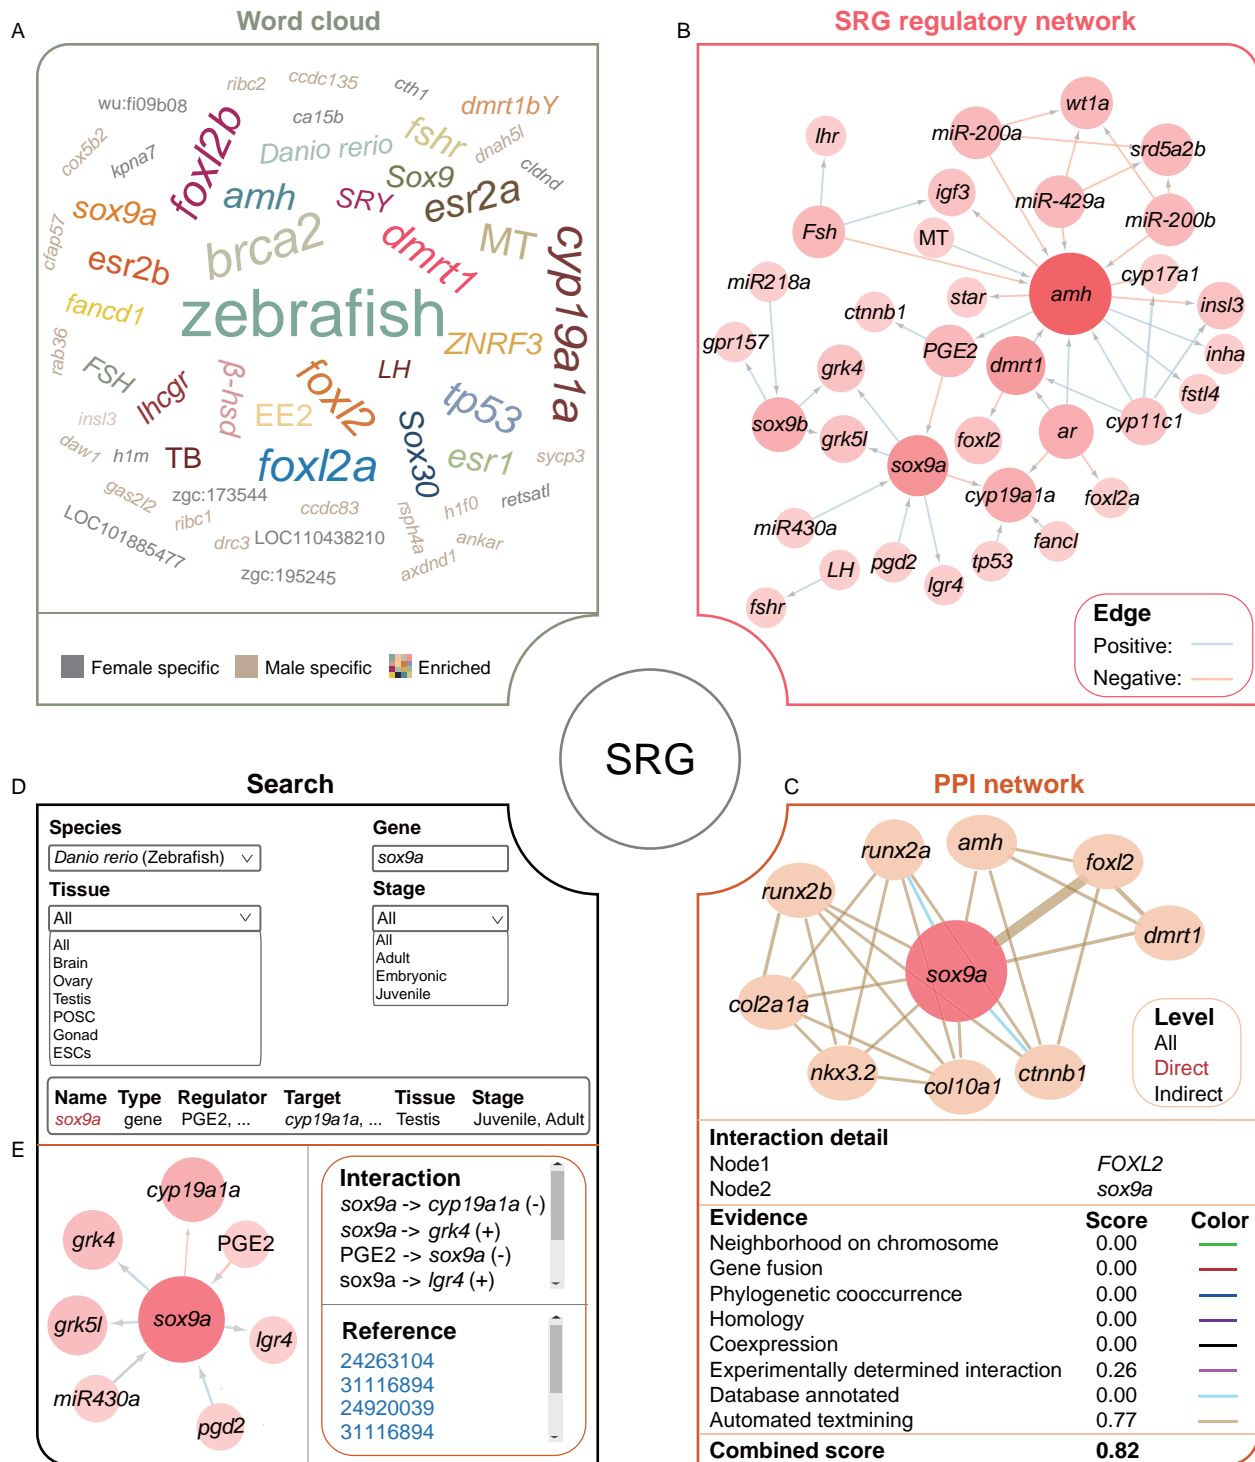 A
Word cloud
ribc2
ccdc135
cth1
wu:fi09b08
ca15b
dmrt1bY
cox5b2
kpna7
foxl2b
Danio rerio
fshr
dnah5l
cldnd
Sox9
sox9a
amh
SRY
esr2a
cfap57
esr2b
brca2
dmrt1
MT
cyp19a1a
fancd1
zebrafish
ZNRF3
rab36
FSH
lhcgr
β-hsd
foxl2
LH
tp53
insl3
EE2
Sox30
daw1
h1m
TB
foxl2a
esr1
sycp3
gas2l2
zgc:173544
ccdc83
rsph4a
h1f0
retsatl
LOC101885477
ribc1
drc3
LOC110438210
ankar
zgc:195245
axdnd1
Female specific
Male specific
Enriched
B
SRG regulatory network
lhr
miR-200a
wt1a
srd5a2b
igf3
miR-429a
miR-200b
Fsh
MT
miR218a
star
amh
cyp17a1
insl3
ctnnb1
gpr157
PGE2
dmrt1
inha
grk4
fstl4
sox9b
grk5l
foxl2
ar
cyp11c1
sox9a
cyp19a1a
foxl2a
miR430a
fancl
pgd2
tp53
LH
lgr4
fshr
Edge
Positive:
Negative:
SRG
D
Search
Species
Gene
Danio rerio (Zebrafish)
sox9a
Tissue
Stage
All
All
All
Brain
Ovary
Testis
POSC
Gonad
ESCs
All
Adult
Embryonic
Juvenile
Name Type Regulator Target Tissue Stage
sox9a gene PGE2, ... cyp19a1a, ... Testis Juvenile, Adult
C
PPI network
runx2a
amh
foxl2
runx2b
dmrt1
sox9a
col2a1a
nkx3.2
col10a1
ctnnb1
Level
All
Direct
Indirect
Interaction detail
Node1 FOXL2
Node2 sox9a
Evidence Score Color
Neighborhood on chromosome 0.00
Gene fusion 0.00
Phylogenetic cooccurrence 0.00
Homology 0.00
Coexpression 0.00
Experimentally determined interaction 0.26
Database annotated 0.00
Automated textmining 0.77
Combined score 0.82
E
cyp19a1a
grk4
PGE2
sox9a
grk5l
lgr4
miR430a
pgd2
Interaction
sox9a -> cyp19a1a (-)
sox9a -> grk4 (+)
PGE2 -> sox9a (-)
sox9a -> lgr4 (+)
Reference
24263104
31116894
24920039
31116894